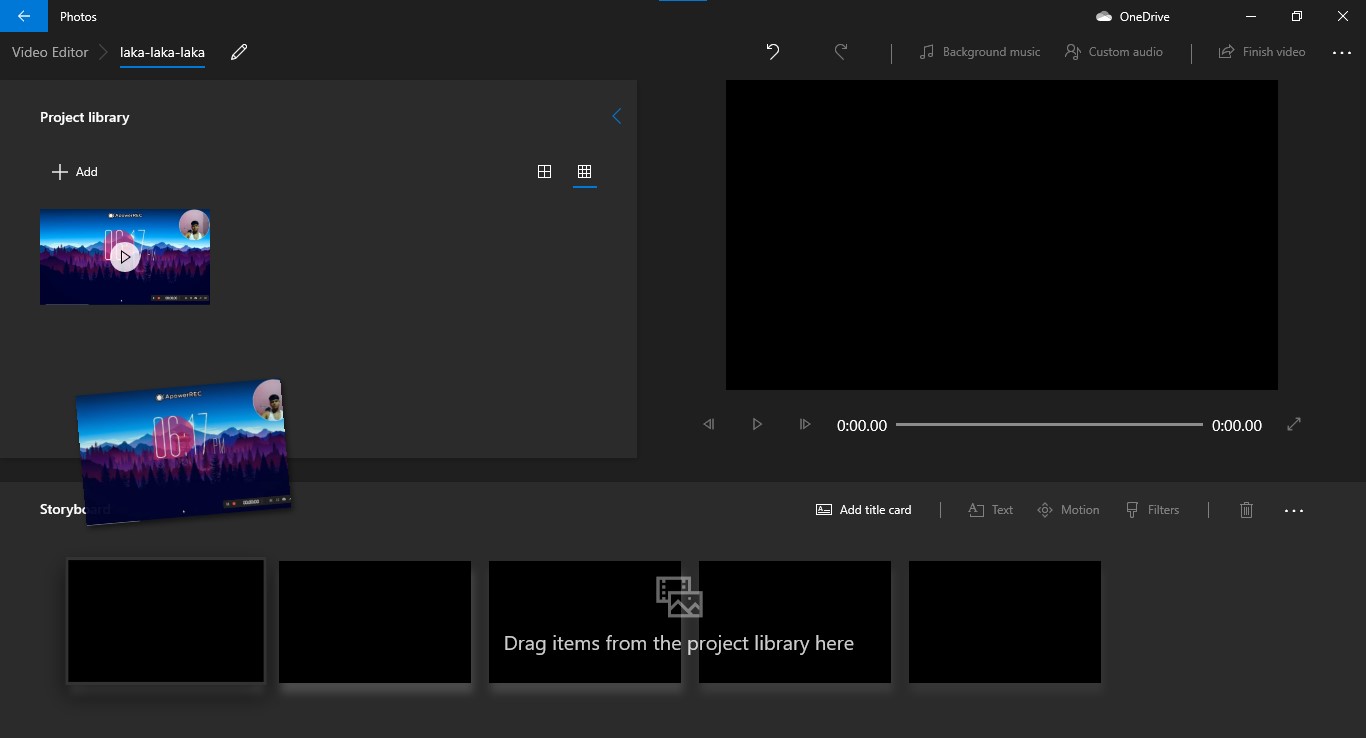 Photos
OneDrive
Video Editor
laka-laka-laka
Background music
Custom audio
Finish video
Project library
Add
ApowerREC
06:17 PM
ApowerREC
06:17 PM
0:00.00
0:00.00
Storyboard
Add title card
Text
Motion
Filters
Drag items from the project library here